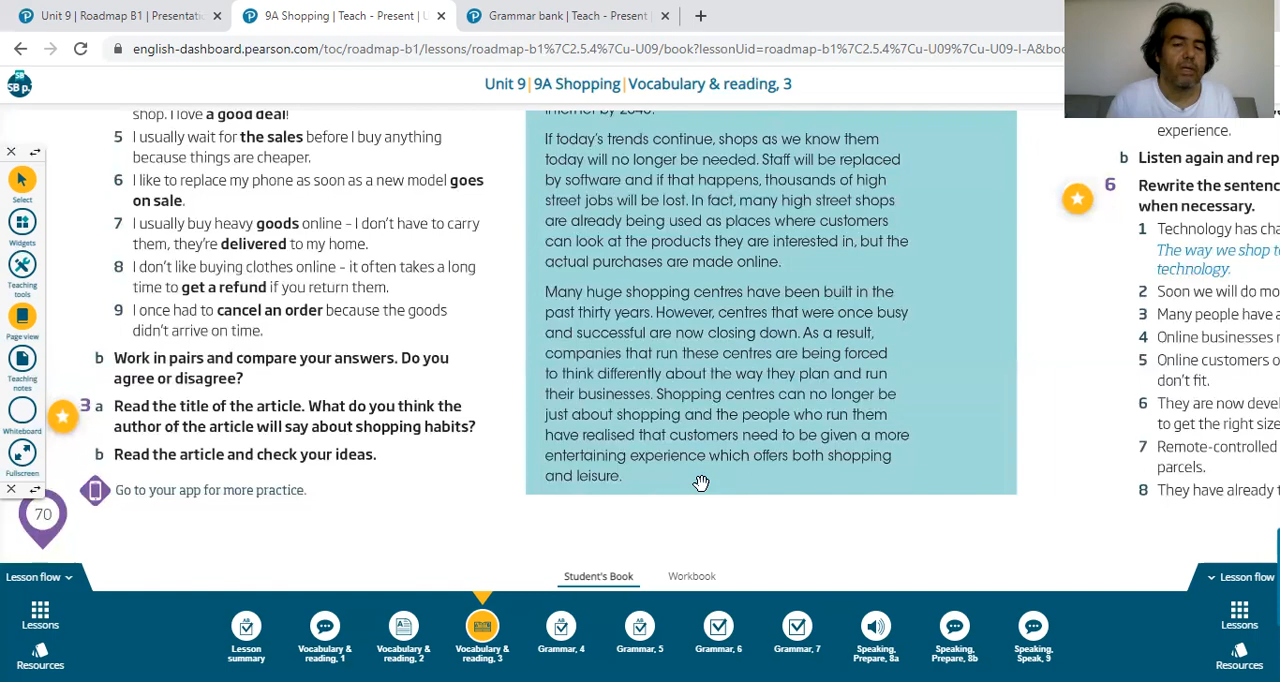 Unit 9 | Roadmap B1 | Presentati
9A Shopping | Teach - Present | L
Grammar bank | Teach - Present
english-dashboard.pearson.com/toc/roadmap-b1/lessons/roadmap-b1%7C2.5.4%7Cu-U09/book?lessonUid=roadmap-b1%7C2.5.4%7Cu-U09%7Cu-U09-I-A&boo
SB
SB p.
Unit 9 | 9A Shopping | Vocabulary & reading, 3
shop. I love a good deal!
5 I usually wait for the sales before I buy anything
because things are cheaper.
6 I like to replace my phone as soon as a new model goes
on sale.
7 I usually buy heavy goods online – I don't have to carry
them, they're delivered to my home.
8 I don't like buying clothes online – it often takes a long
time to get a refund if you return them.
9 I once had to cancel an order because the goods
didn't arrive on time.
b Work in pairs and compare your answers. Do you
agree or disagree?
3 a Read the title of the article. What do you think the
author of the article will say about shopping habits?
b Read the article and check your ideas.
Go to your app for more practice.
70
Select
Widgets
Teaching
tools
Page view
Teaching
notes
Whiteboard
Fullscreen
If today's trends continue, shops as we know them
today will no longer be needed. Staff will be replaced
by software and if that happens, thousands of high
street jobs will be lost. In fact, many high street shops
are already being used as places where customers
can look at the products they are interested in, but the
actual purchases are made online.
Many huge shopping centres have been built in the
past thirty years. However, centres that were once busy
and successful are now closing down. As a result,
companies that run these centres are being forced
to think differently about the way they plan and run
their businesses. Shopping centres can no longer be
just about shopping and the people who run them
have realised that customers need to be given a more
entertaining experience which offers both shopping
and leisure.
experience.
b Listen again and rep
6 Rewrite the sentenc
when necessary.
1 Technology has cha
The way we shop to
technology.
2 Soon we will do mo
3 Many people have a
4 Online businesses r
5 Online customers o
don't fit.
6 They are now devel
to get the right size
7 Remote-controlled
parcels.
8 They have already t
Student's Book
Workbook
Lesson flow
Lesson flow
Lessons
Resources
Lesson
summary
Vocabulary &
reading, 1
Vocabulary &
reading, 2
Vocabulary &
reading, 3
Grammar, 4
Grammar, 5
Grammar, 6
Grammar, 7
Speaking,
Prepare, 8a
Speaking,
Prepare, 8b
Speaking,
Speak, 9
Lessons
Resources